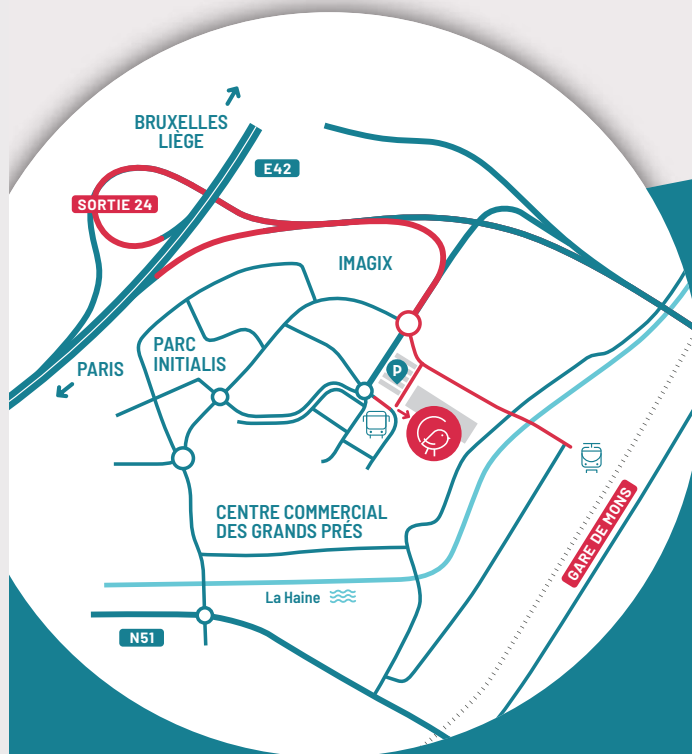 BRUXELLES
LIÈGE
E42
SORTIE 24
IMAGIX
PARC
INITIALIS
PARIS
P
CENTRE COMMERCIAL
DES GRANDS PRÉS
GARE DE MONS
La Haine
N51